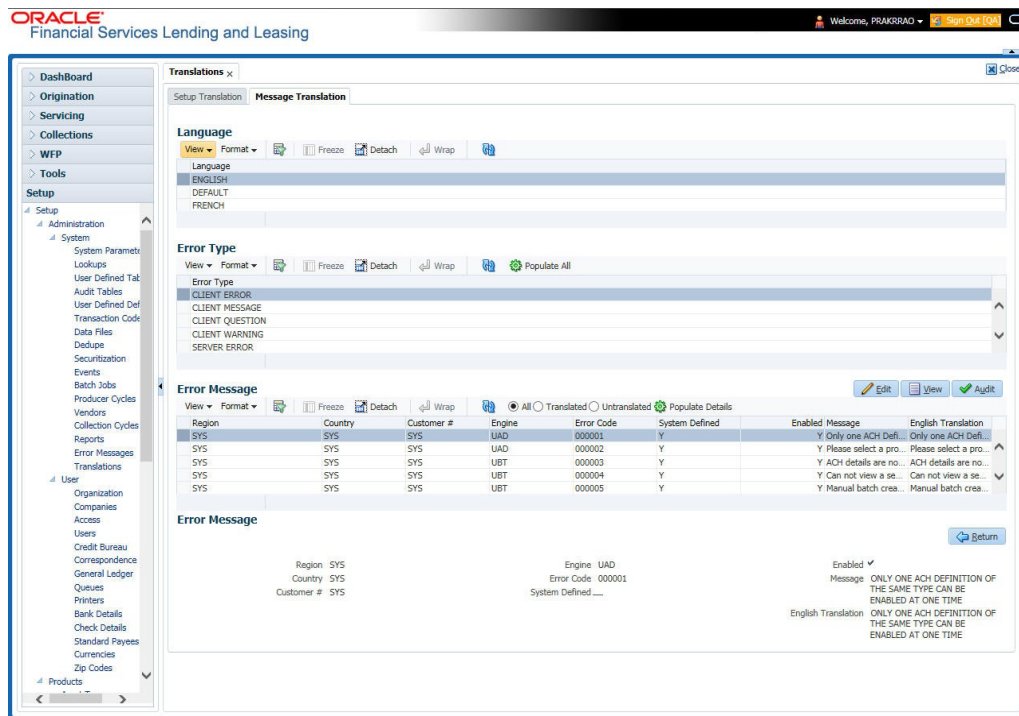 ORACLE
Financial Services Lending and Leasing
Welcome, PRAKRRAO
Sign Out [QA]
Close
DashBoard
Origination
Servicing
Collections
WFP
Tools
Setup
Setup
Administration
System
System Paramete
Lookups
User Defined Tab
Audit Tables
User Defined Def
Transaction Code
Data Files
Dedupe
Securitization
Events
Batch Jobs
Producer Cycles
Vendors
Collection Cycles
Reports
Error Messages
Translations
User
Organization
Companies
Access
Users
Credit Bureau
Correspondence
General Ledger
Queues
Printers
Bank Details
Check Details
Standard Payees
Currencies
Zip Codes
Products
Translations x
Setup Translation Message Translation
Language
View Format Freeze Detach Wrap
Language
ENGLISH
DEFAULT
FRENCH
Error Type
View Format Freeze Detach Wrap Populate All
Error Type
CLIENT ERROR
CLIENT MESSAGE
CLIENT QUESTION
CLIENT WARNING
SERVER ERROR
Error Message
Edit View Audit
View Format Freeze Detach Wrap All Translated Untranslated Populate Details
Region Country Customer # Engine Error Code System Defined Enabled Message English Translation
SYS SYS SYS UAD 000001 Y Y Only one ACH Defi... Only one ACH Defi...
SYS SYS SYS UAD 000002 Y Y Please select a pro... Please select a pro...
SYS SYS SYS UBT 000003 Y Y ACH details are no... ACH details are no...
SYS SYS SYS UBT 000004 Y Y Can not view a se... Can not view a se...
SYS SYS SYS UBT 000005 Y Y Manual batch crea... Manual batch crea...
Error Message
Return
Region SYS
Country SYS
Customer # SYS
Engine UAD
Error Code 000001
System Defined
Enabled
Message ONLY ONE ACH DEFINITION OF
THE SAME TYPE CAN BE
ENABLED AT ONE TIME
English Translation ONLY ONE ACH DEFINITION OF
THE SAME TYPE CAN BE
ENABLED AT ONE TIME